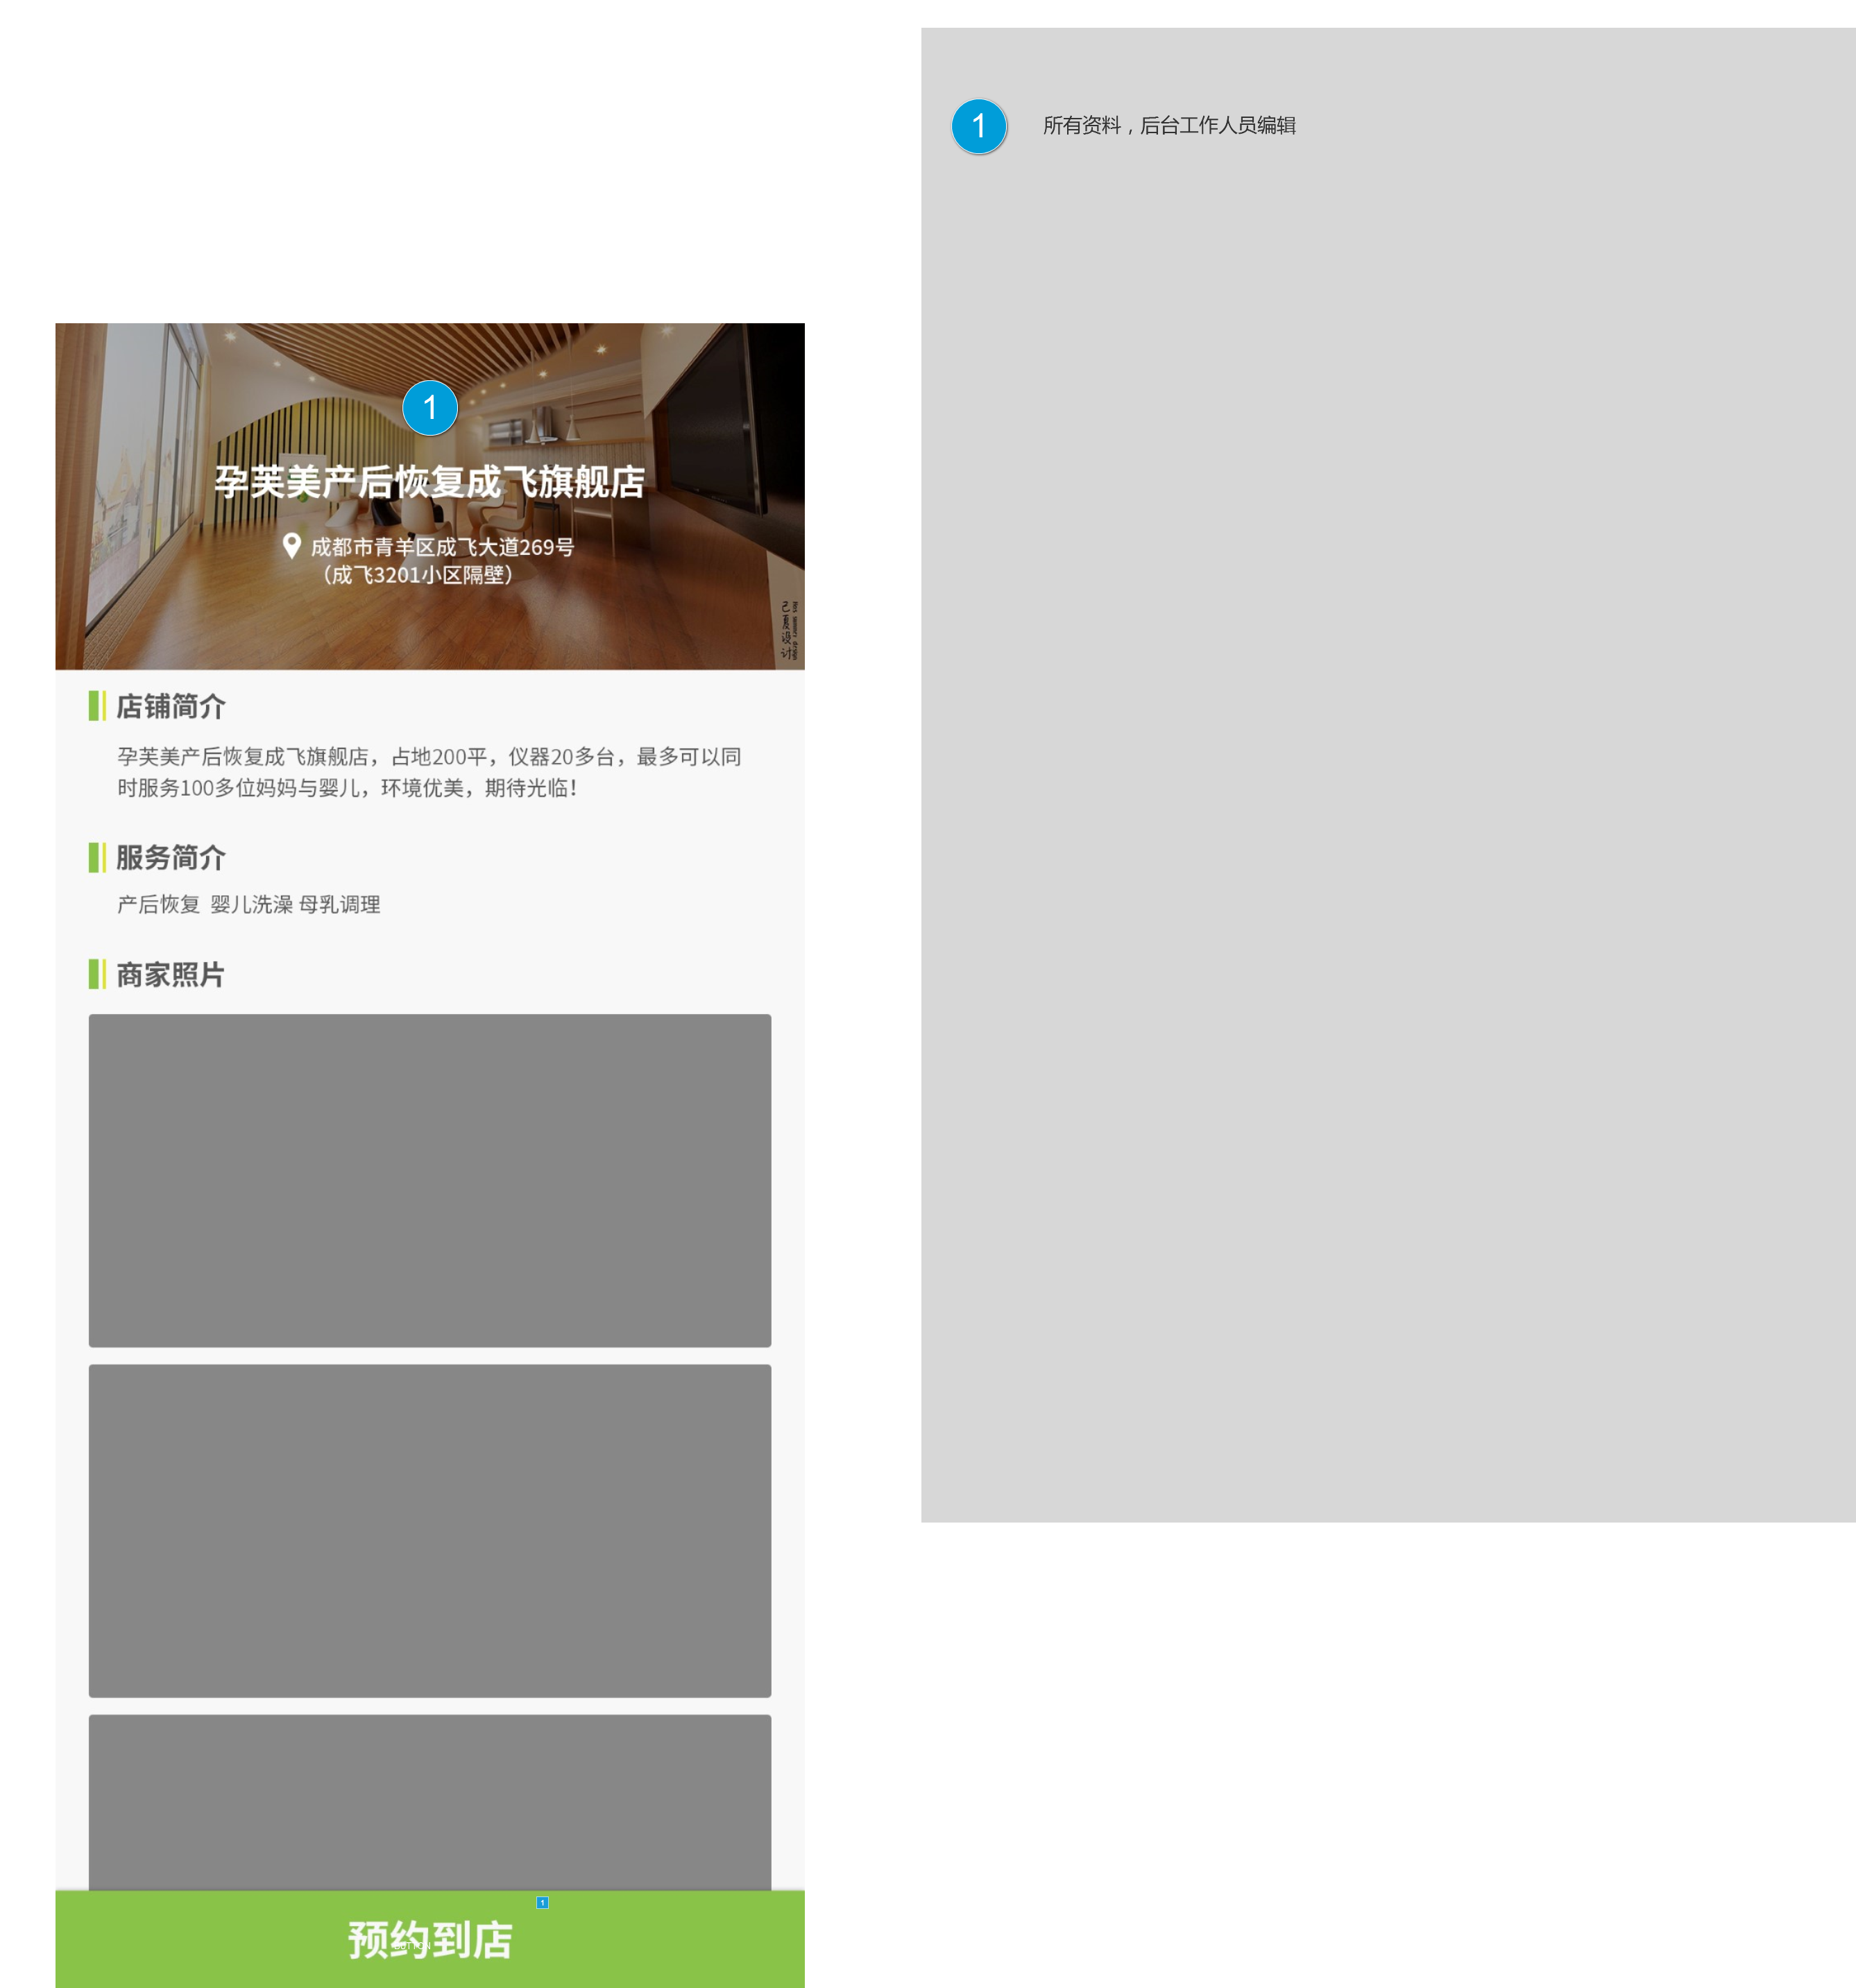 1
所有资料，后台工作人员编辑
1
孕芙美产后恢复成飞旗舰店
成都市青羊区成飞大道269号
（成飞3201小区隔壁）
己夏设计
店铺简介
孕芙美产后恢复成飞旗舰店，占地200平，仪器20多台，最多可以同
时服务100多位妈妈与婴儿，环境优美，期待光临！
服务简介
产后恢复 婴儿洗澡 母乳调理
商家照片
1
预约到店
BUTTON